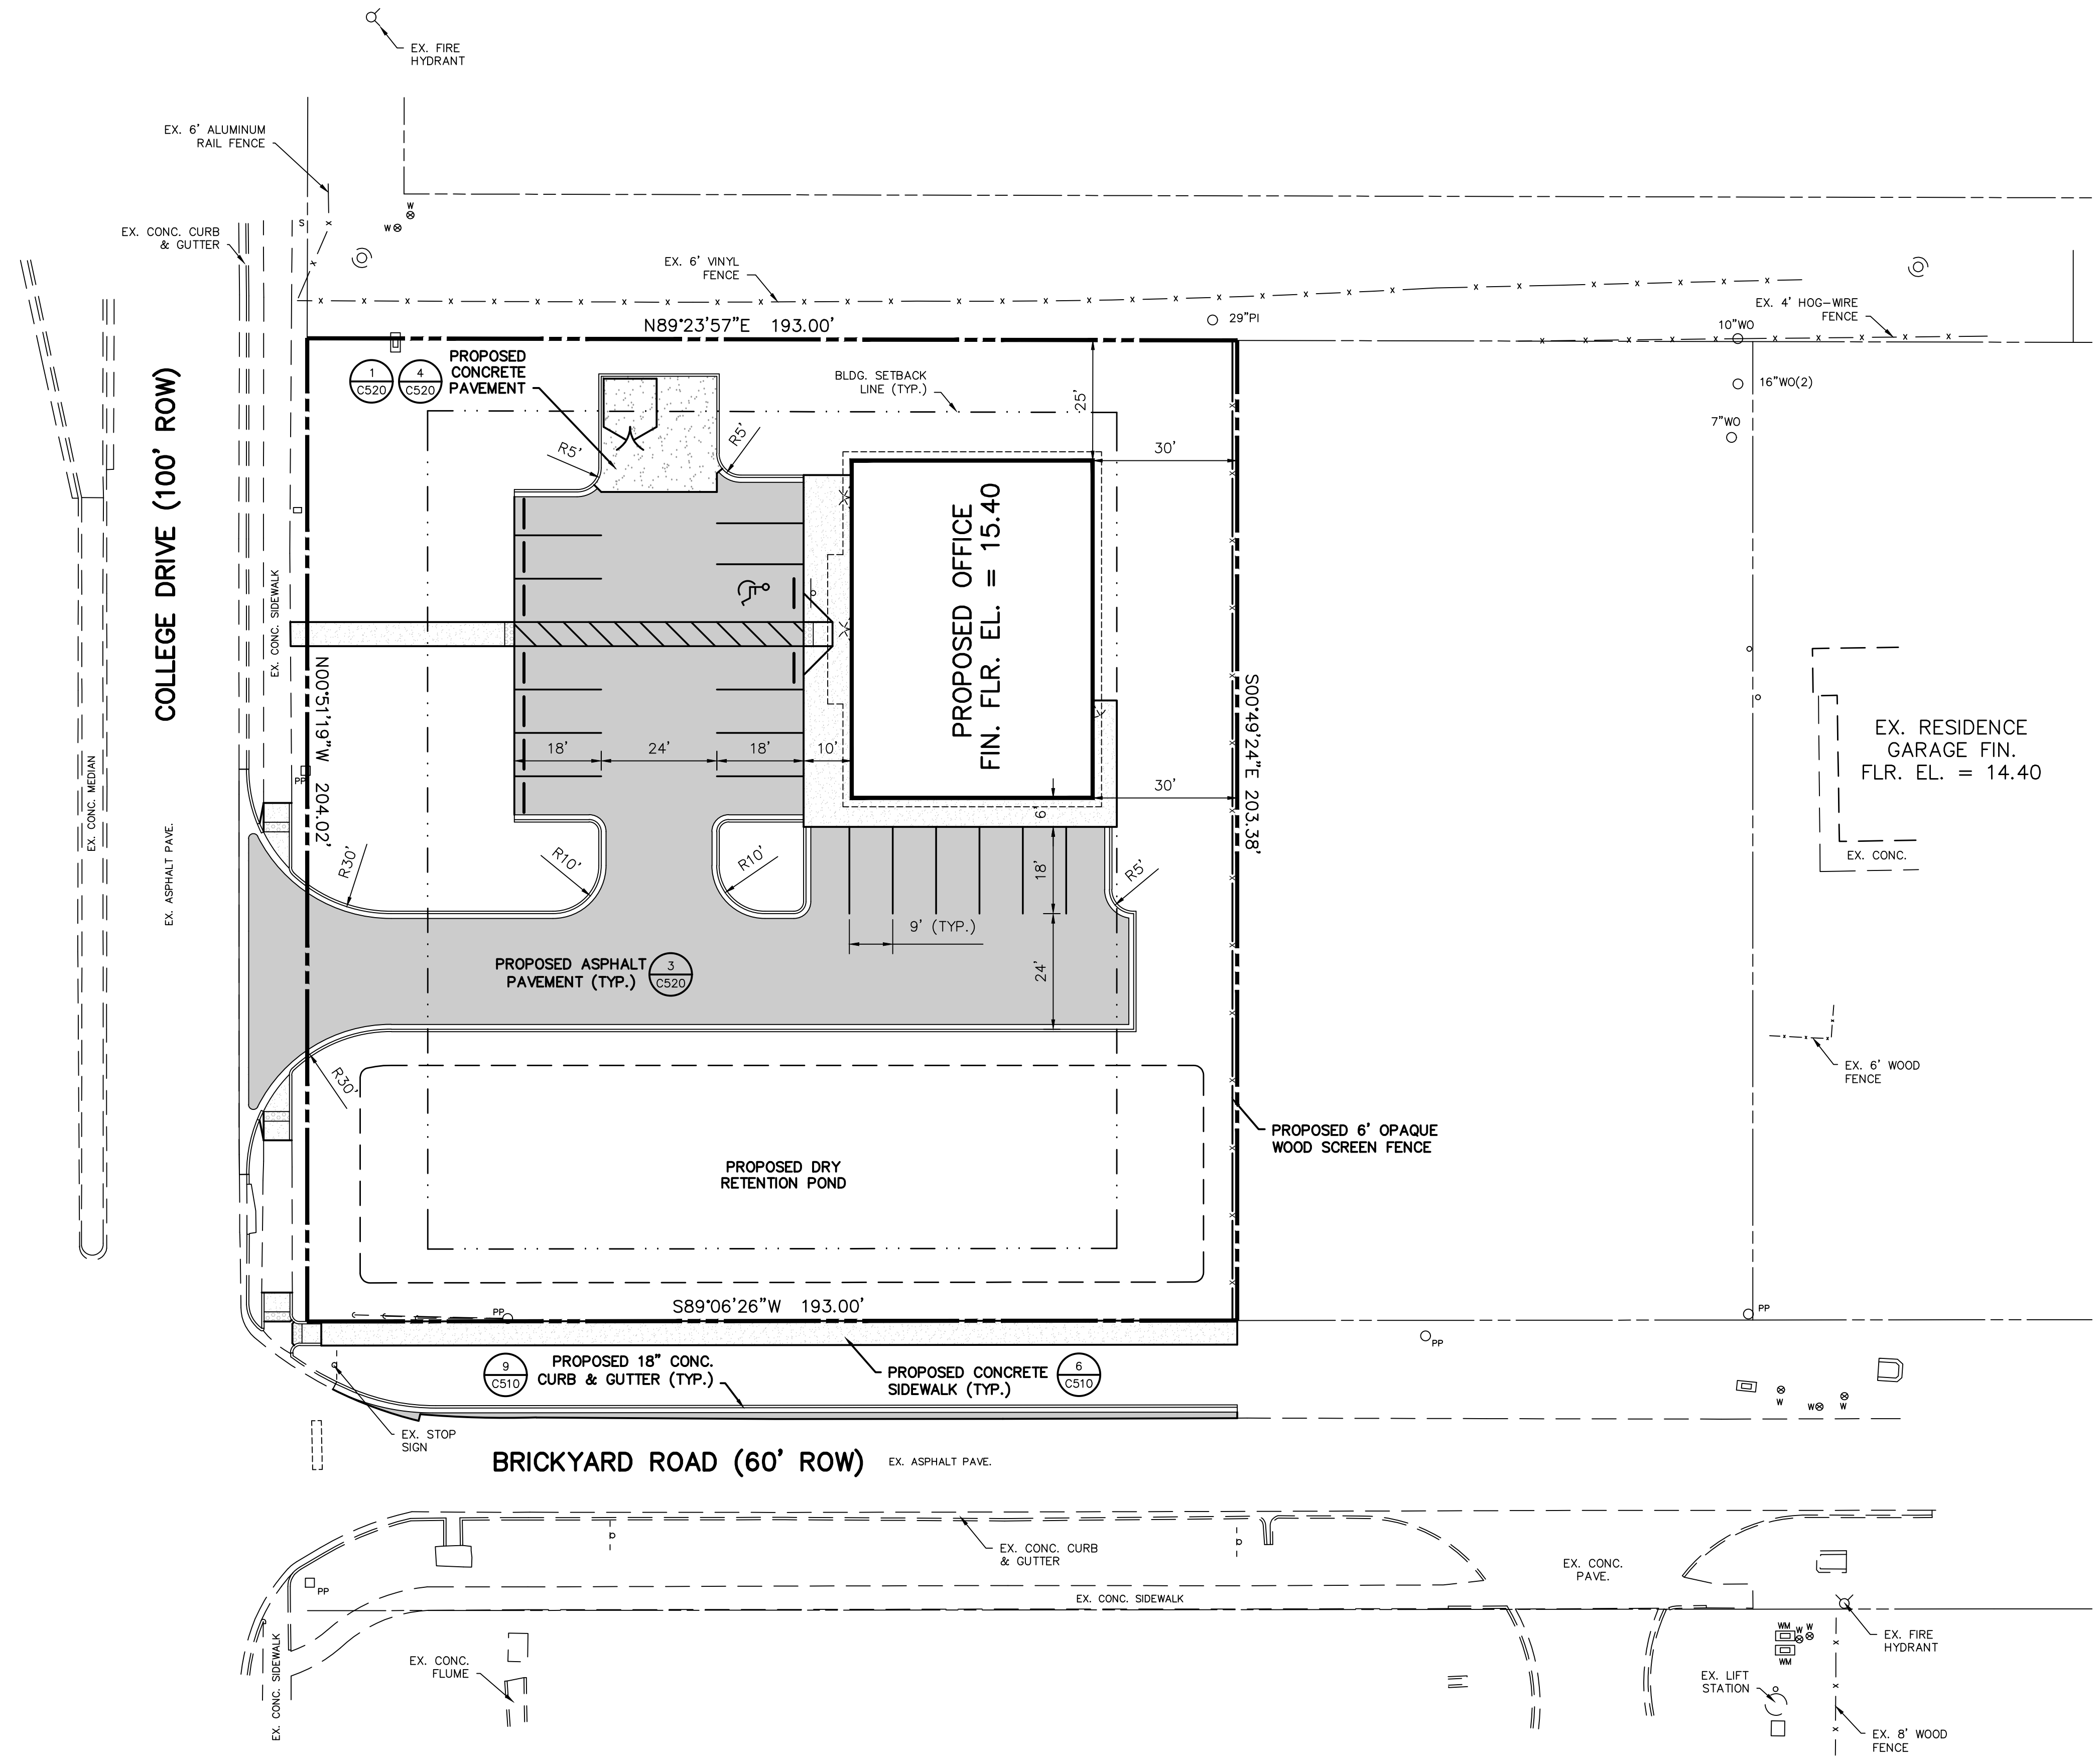 EX. FIRE
HYDRANT
EX. 6' ALUMINUM
RAIL FENCE
W
W
S
EX. CONC. CURB
& GUTTER
EX. 6' VINYL
FENCE
EX. 4' HOG-WIRE
FENCE
N89°23'57"E 193.00'
29"PI
10"WO
16"WO(2)
7"WO
1
C520
4
C520
PROPOSED
CONCRETE
PAVEMENT
BLDG. SETBACK
LINE (TYP.)
25'
R5'
R5'
30'
COLLEGE DRIVE (100' ROW)
EX. CONC. SIDEWALK
PROPOSED OFFICE
FIN. FLR. EL. = 15.40
N00°51'19"W 204.02'
S00°49'24"E 203.38'
EX. RESIDENCE
GARAGE FIN.
FLR. EL. = 14.40
EX. CONC.
18'
24'
18'
10'
30'
6'
PP
EX. CONC. MEDIAN
EX. ASPHALT PAVE.
R30'
R10'
R10'
18'
R5'
9' (TYP.)
24'
PROPOSED ASPHALT
PAVEMENT (TYP.)
3
C520
R30'
EX. 6' WOOD
FENCE
PROPOSED 6' OPAQUE
WOOD SCREEN FENCE
PROPOSED DRY
RETENTION POND
S89°06'26"W 193.00'
PP
PP
PP
9
C510
PROPOSED 18" CONC.
CURB & GUTTER (TYP.)
PROPOSED CONCRETE
SIDEWALK (TYP.)
6
C510
W
W
W
EX. STOP
SIGN
BRICKYARD ROAD (60' ROW)
EX. ASPHALT PAVE.
EX. CONC. CURB
& GUTTER
EX. CONC.
PAVE.
PP
EX. CONC. SIDEWALK
EX. CONC. SIDEWALK
EX. CONC.
FLUME
WM
W
W
WM
EX. FIRE
HYDRANT
EX. LIFT
STATION
EX. 8' WOOD
FENCE